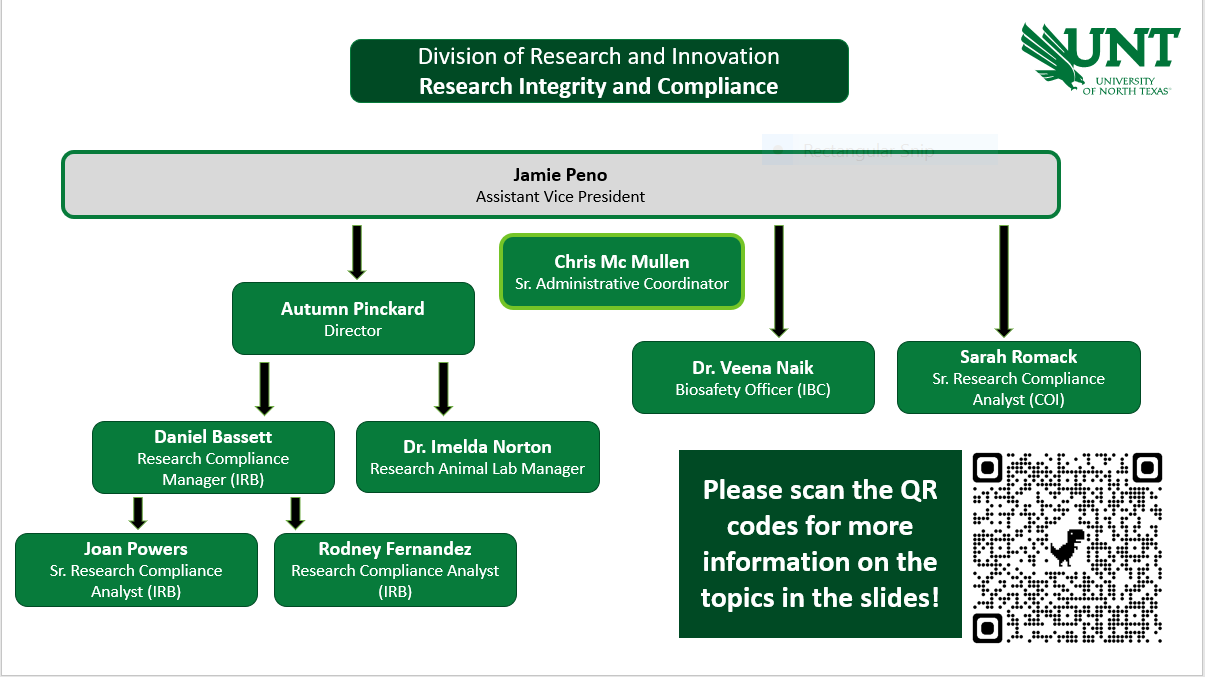 Division of Research and Innovation
Research Integrity and Compliance
UNT
UNIVERSITY
OF NORTH TEXAS
Rectangular Snip
Jamie Peno
Assistant Vice President
Chris Mc Mullen
Sr. Administrative Coordinator
Autumn Pinckard
Director
Dr. Veena Naik
Biosafety Officer (IBC)
Sarah Romack
Sr. Research Compliance
Analyst (COI)
Daniel Bassett
Research Compliance
Manager (IRB)
Dr. Imelda Norton
Research Animal Lab Manager
Joan Powers
Sr. Research Compliance
Analyst (IRB)
Rodney Fernandez
Research Compliance Analyst
(IRB)
Please scan the QR
codes for more
information on the
topics in the slides!